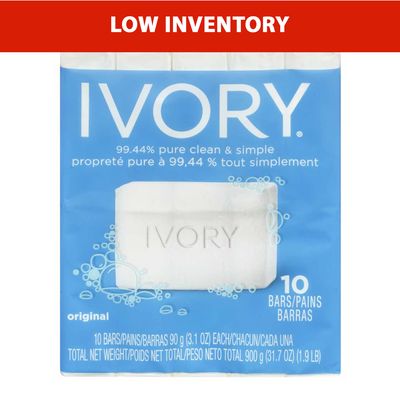 LOW INVENTORY
IVORY.
99.44% pure clean & simple
propreté pure à 99,44 % tout simplement
IVORY
10
BARS/PAINS
BARRAS
original
10 BARS/PAINS/BARRAS 90 g (3.1 OZ) EACH/CHACUN/CADA UNA
TOTAL NET WEIGHT/POIDS NET TOTAL/PESO NETO TOTAL 900 g (31.7 OZ) (1.9 LB)